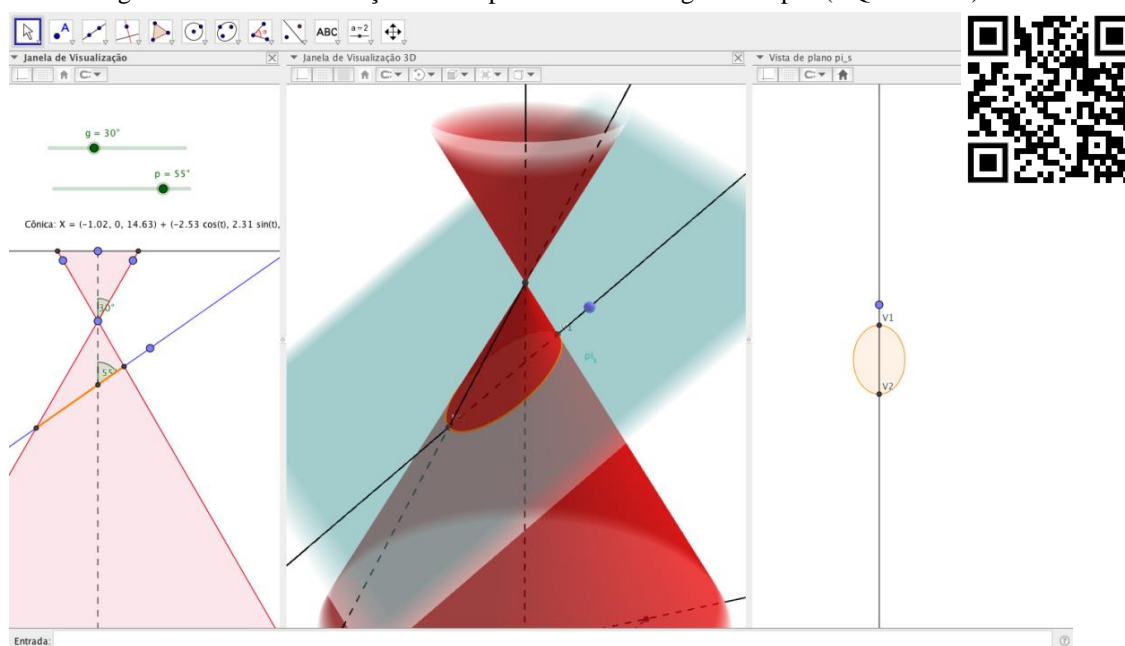 ABC
a=2
Janela de Visualização
Janela de Visualização 3D
Vista de plano pi_s
g = 30°
p = 55°
Cônica: X = (-1.02, 0, 14.63) + (-2.53 cos(t), 2.31 sin(t),
30°
55°
V1
V2
Entrada: